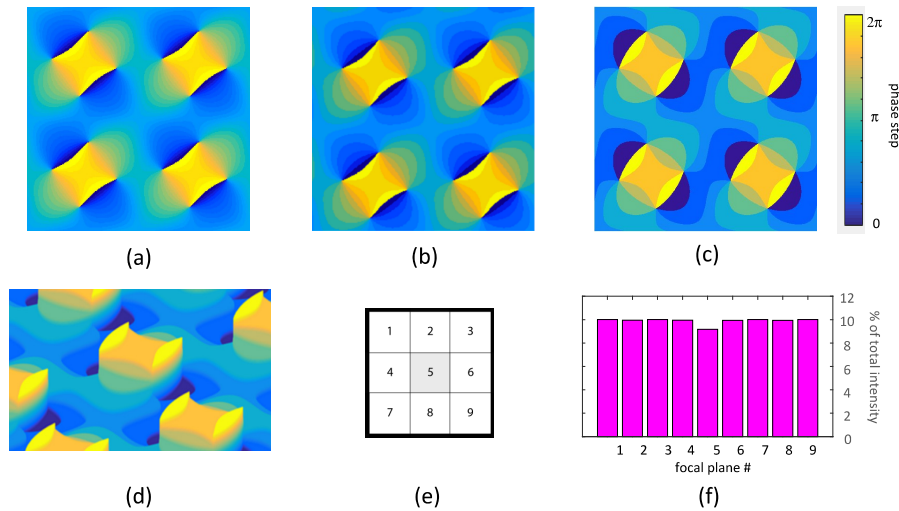 2π
π
0
phase step
(a)
(b)
(c)
1 2 3
4 5 6
7 8 9
12
10
8
6
4
2
0
% of total intensity
1 2 3 4 5 6 7 8 9
focal plane #
(d)
(e)
(f)